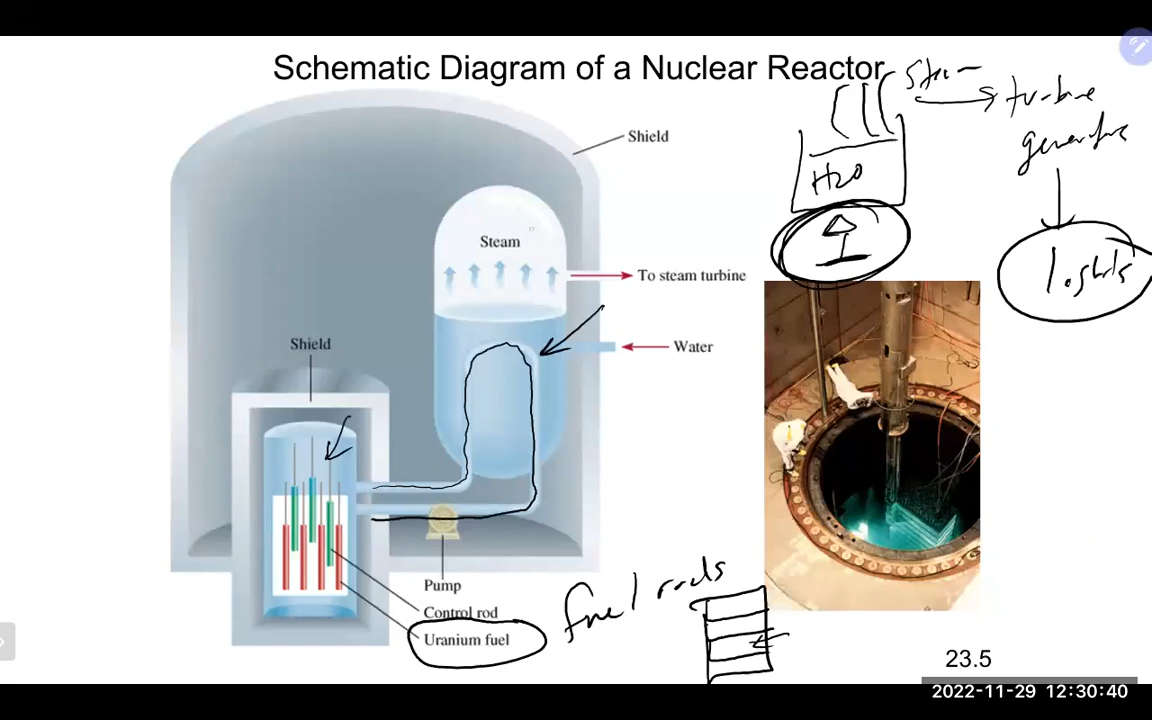 Schematic Diagram of a Nuclear Reactor
Shield
Steam
To steam turbine
Water
Shield
Pump
Control rod
Uranium fuel
steam
turbine
generator
H2O
lights
fuel rods
23.5
2022-11-29 12:30:40